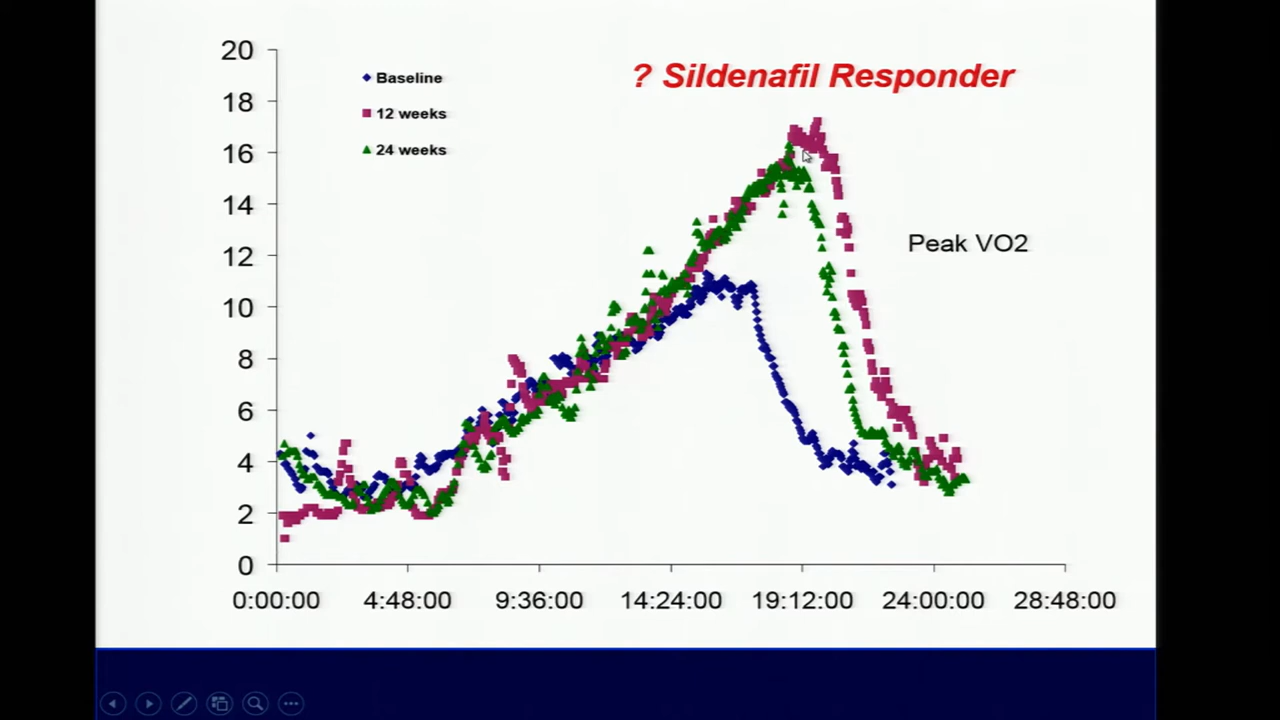 ? Sildenafil Responder
Baseline
12 weeks
24 weeks
Peak VO2
20
18
16
14
12
10
8
6
4
2
0
0:00:00 4:48:00 9:36:00 14:24:00 19:12:00 24:00:00 28:48:00